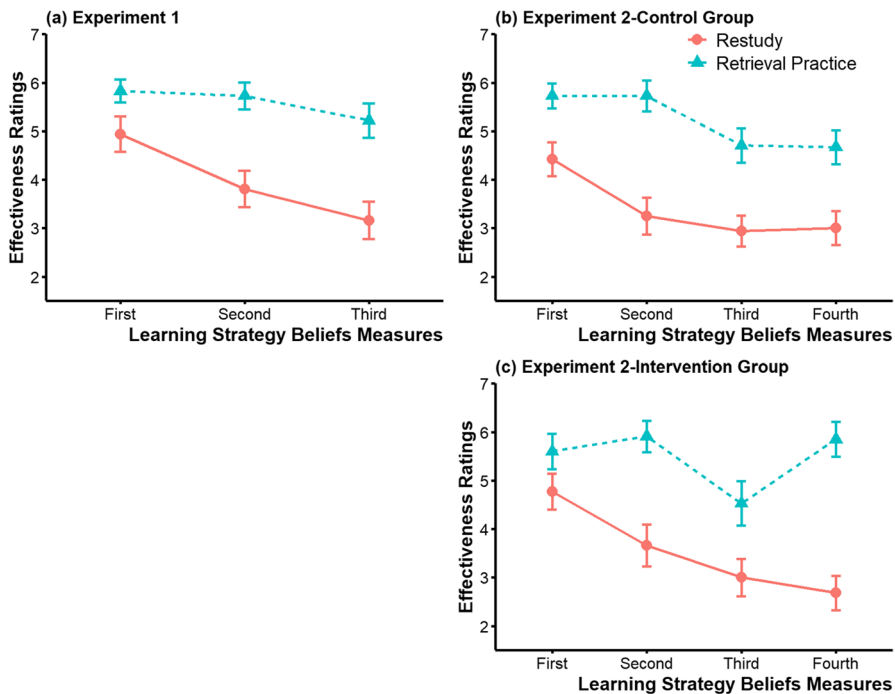 (a) Experiment 1
Effectiveness Ratings
7
6
5
4
3
2
First Second Third
Learning Strategy Beliefs Measures
(b) Experiment 2-Control Group
Restudy
Retrieval Practice
Effectiveness Ratings
7
6
5
4
3
2
First Second Third Fourth
Learning Strategy Beliefs Measures
(c) Experiment 2-Intervention Group
Effectiveness Ratings
7
6
5
4
3
2
First Second Third Fourth
Learning Strategy Beliefs Measures